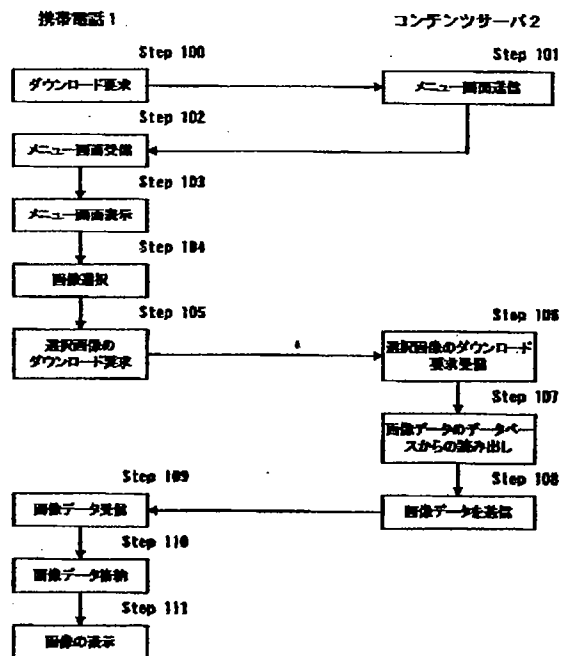 携帯電話 1
コンテンツサーバ 2
Step 100
Step 101
ダウンロード要求
メニュー画面送信
Step 102
メニュー画面受信
Step 103
メニュー画面表示
Step 104
画像選択
Step 105
Step 106
選択画像の
ダウンロード要求
選択画像のダウンロード
要求受信
Step 107
画像データのデータベー
スからの読み出し
Step 108
Step 109
画像データ受信
画像データを送信
Step 110
画像データ格納
Step 111
画像の表示